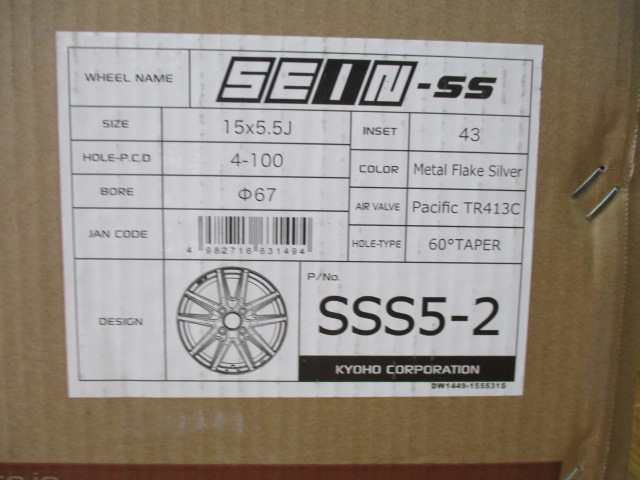 WHEEL NAME
SEIN-SS
SIZE
15x5.5J
INSET
43
HOLE-P.C.D
4-100
COLOR
Metal Flake Silver
BORE
Φ67
AIR VALVE
Pacific TR413C
JAN CODE
4 982716 631494
HOLE-TYPE
60°TAPER
DESIGN
P/No.
SSS5-2
KYOHO CORPORATION
DW1449-155531S